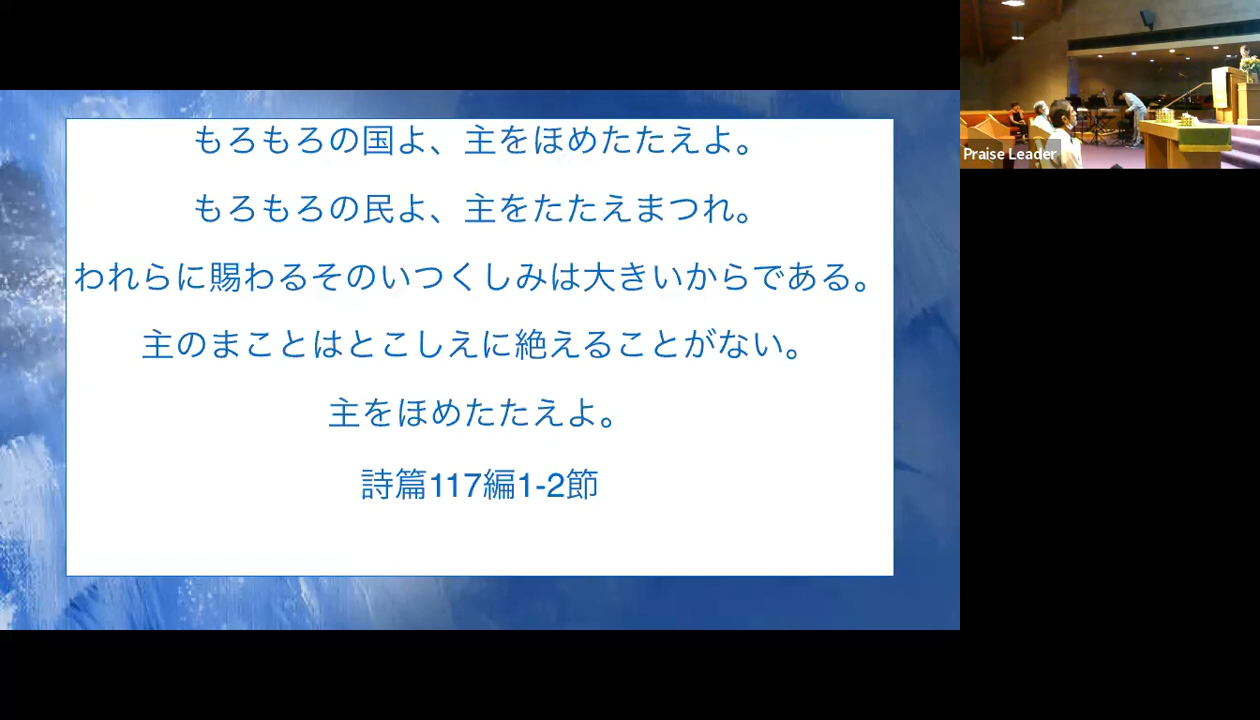 もろもろの国よ、主をほめたたえよ。
もろもろの民よ、主をたたえまつれ。
われらに賜わるそのいつくしみは大きいからである。
主のまことはとこしえに絶えることがない。
主をほめたたえよ。
詩篇117編1-2節
Praise Leader